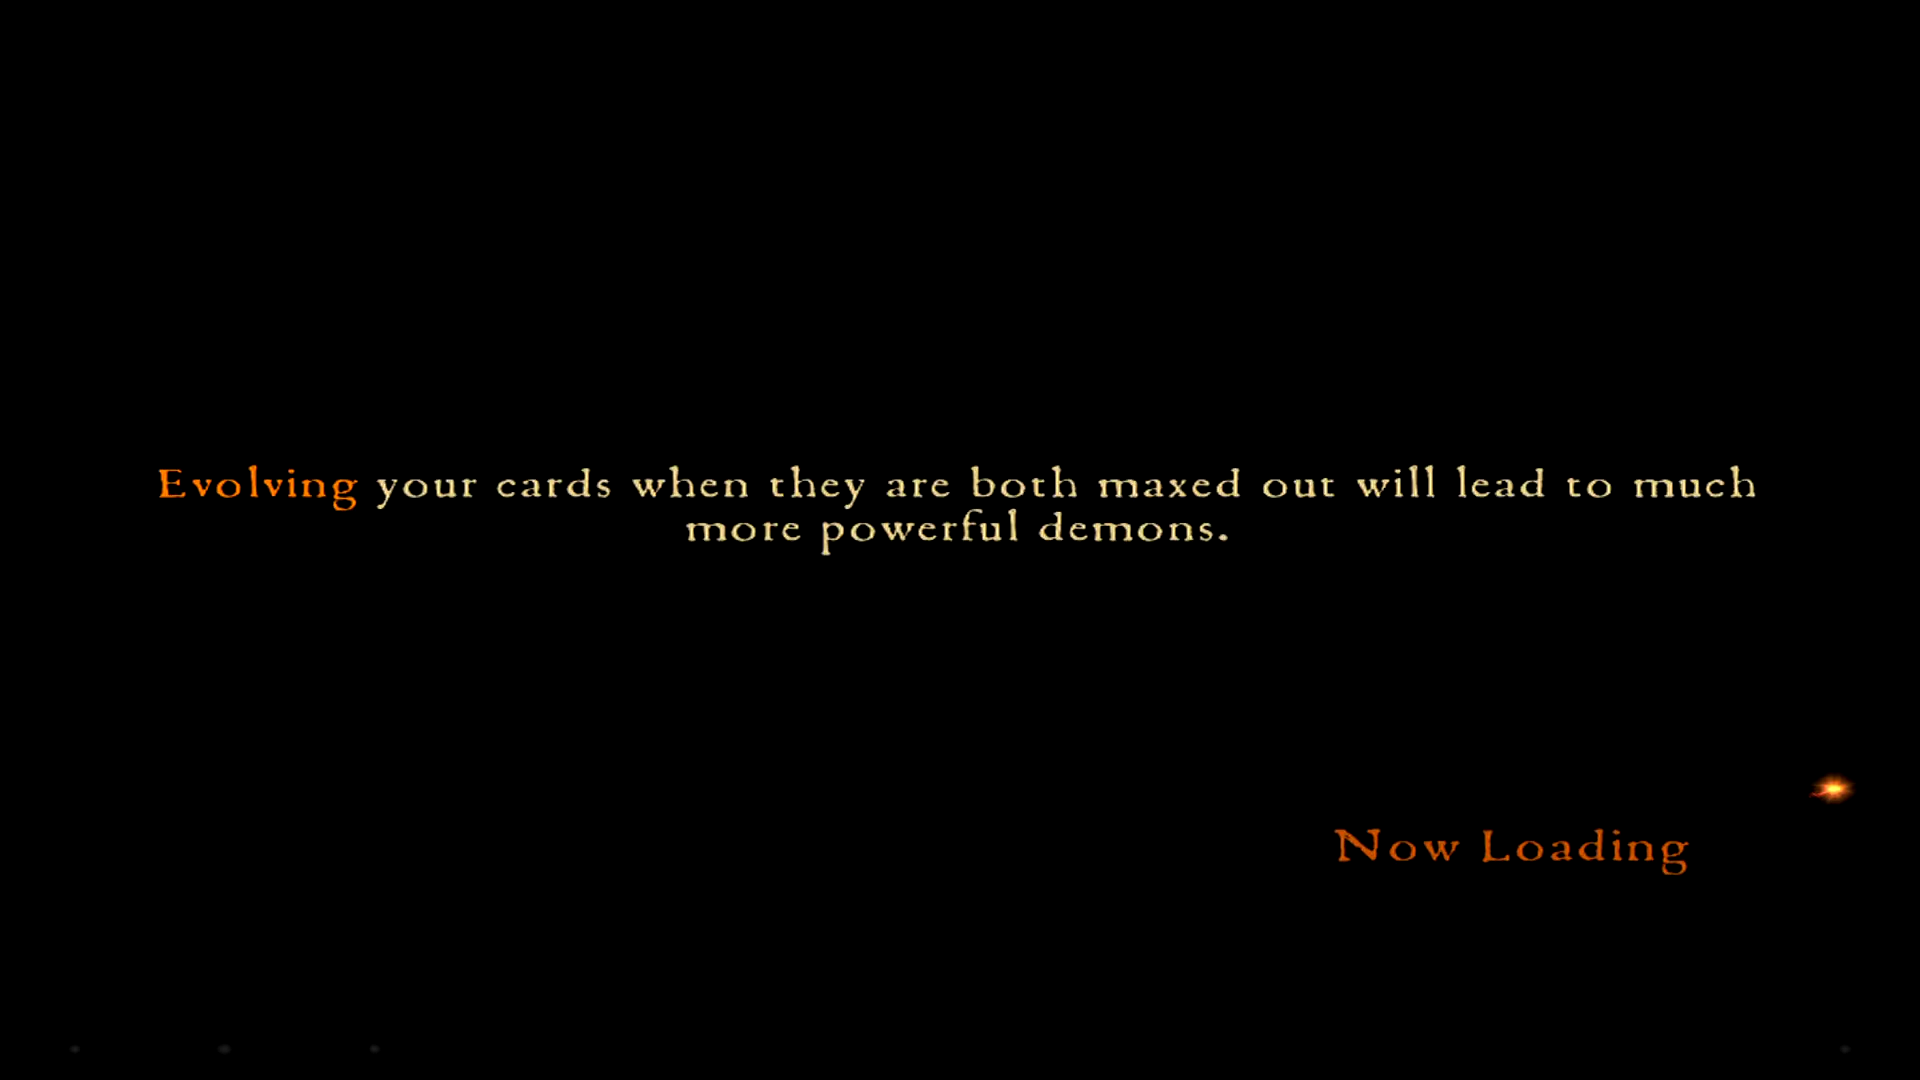 Evolving your cards when they are both maxed out will lead to much
more powerful demons.
Now Loading